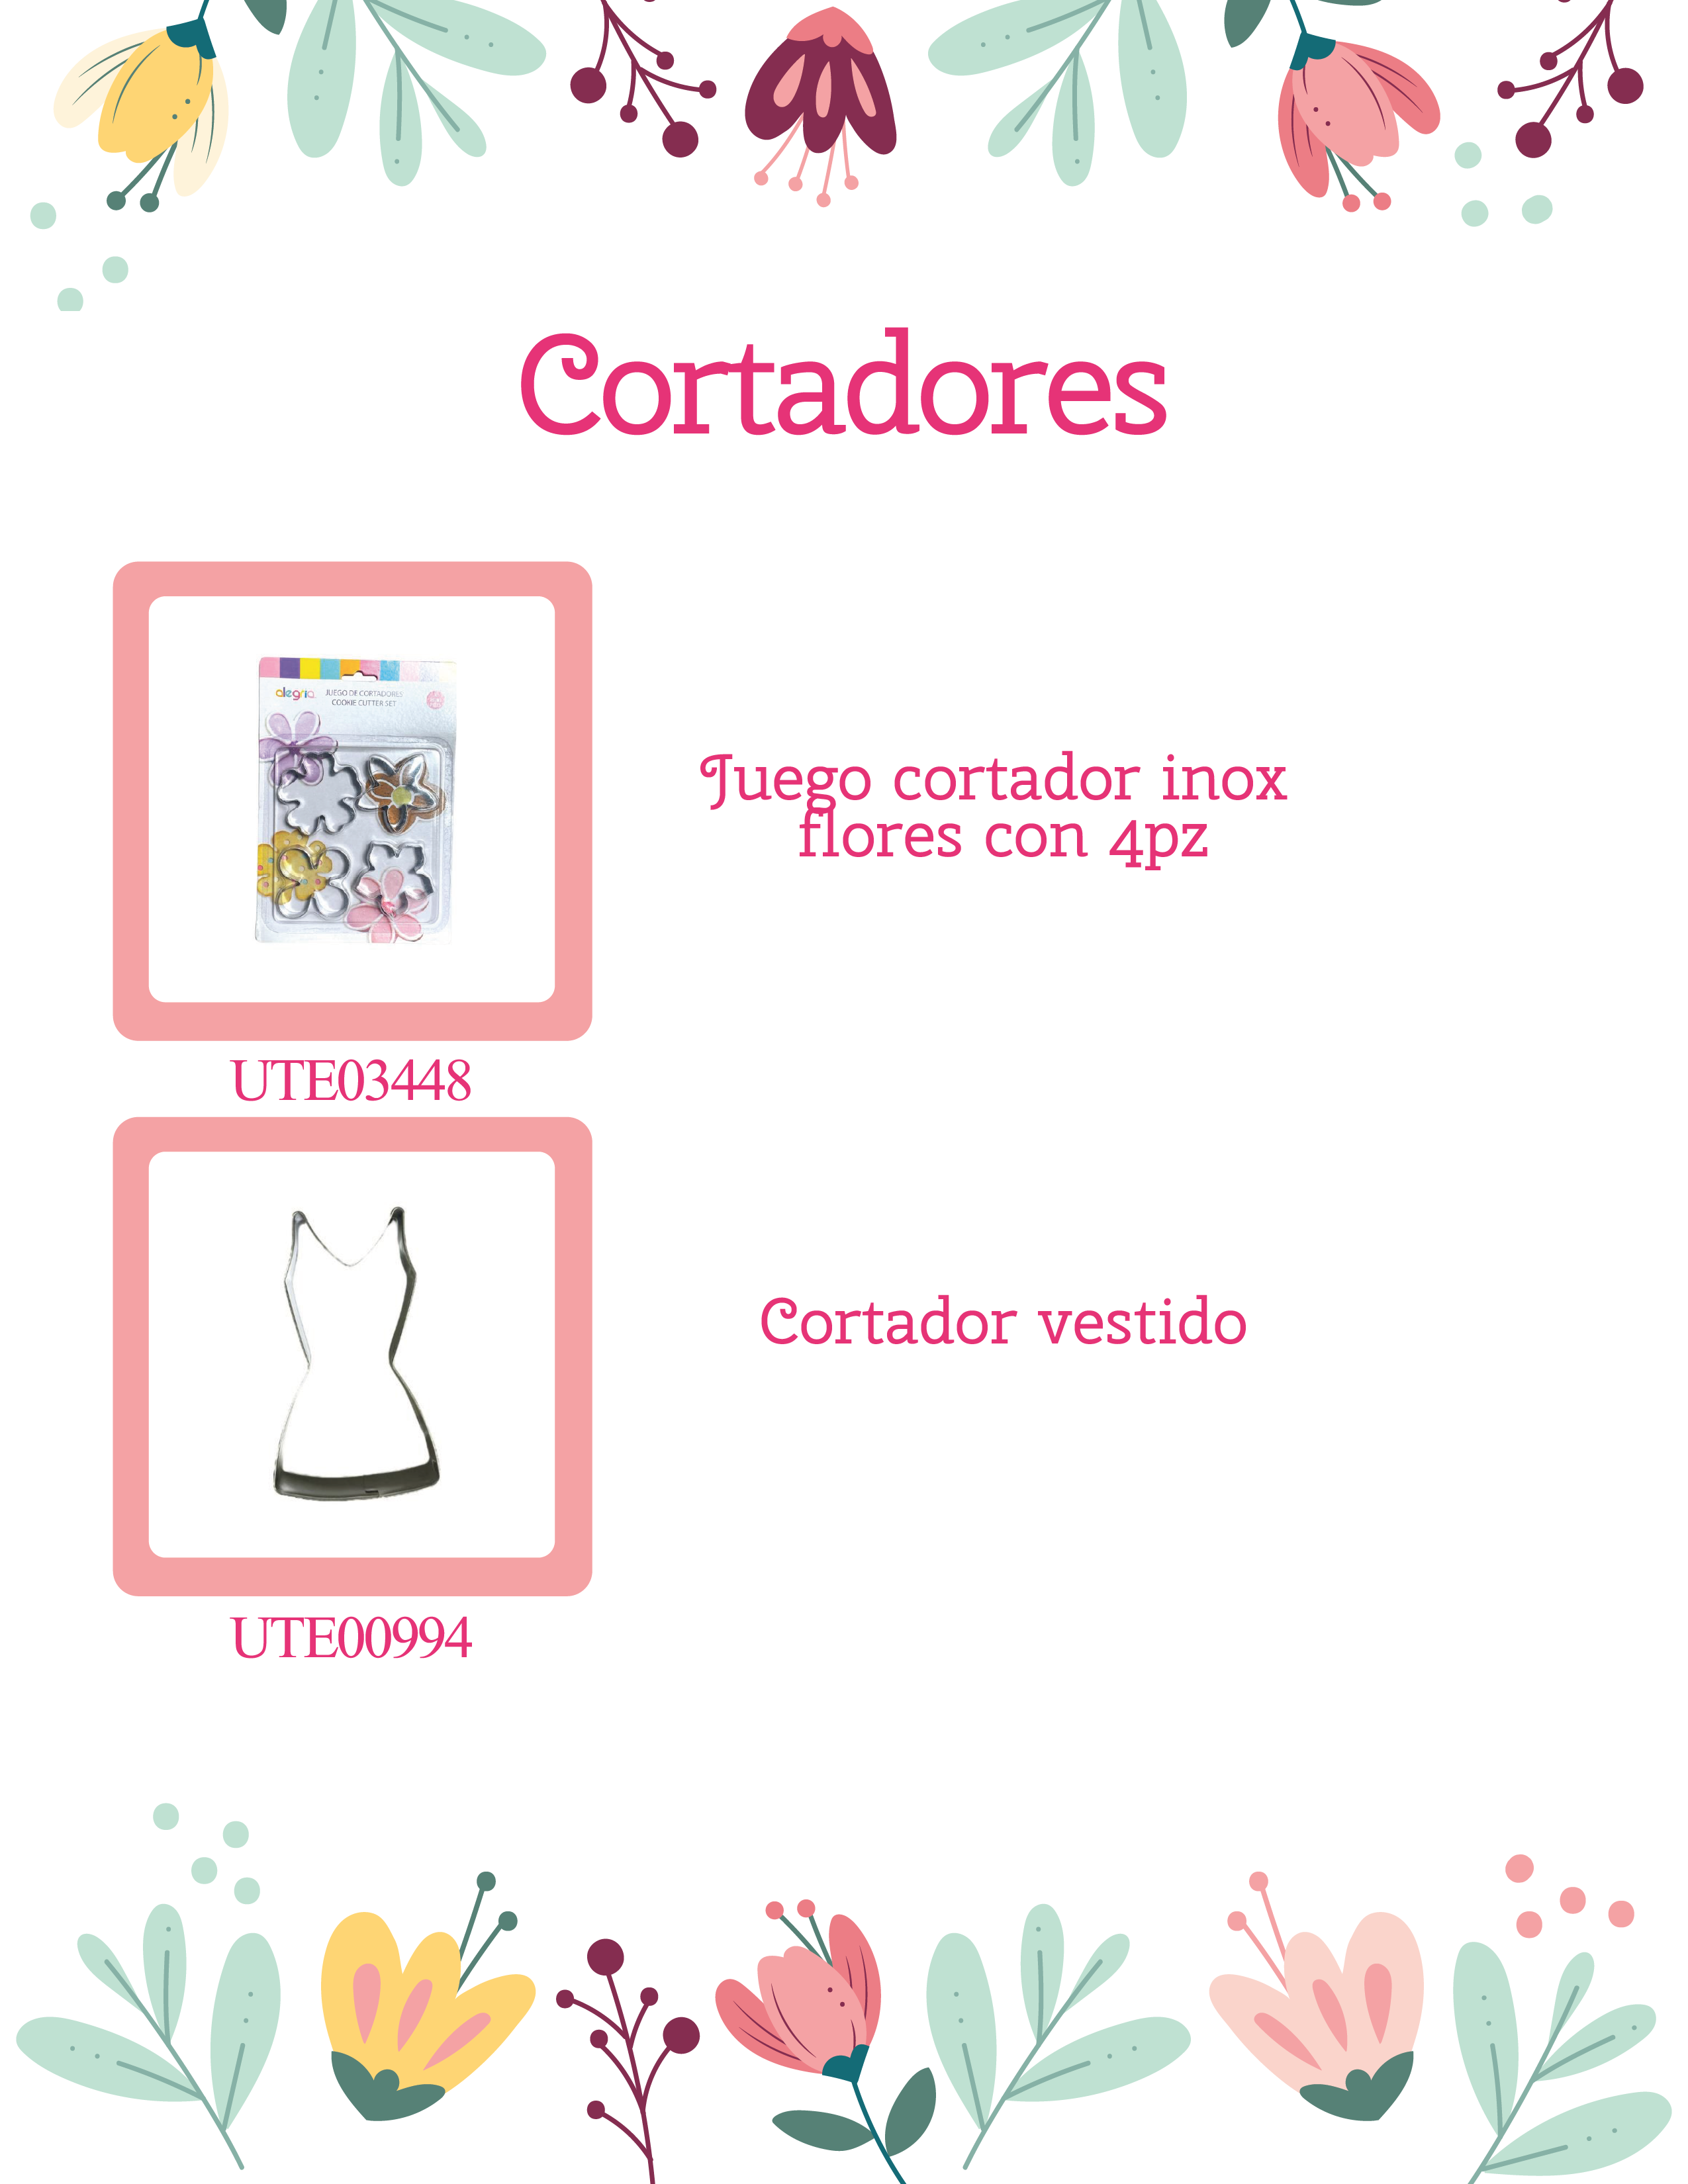 Cortadores
alegria JUEGO DE CORTADORES
COOKIE CUTTER SET
Juego cortador inox
flores con 4pz
UTE03448
Cortador vestido
UTE00994